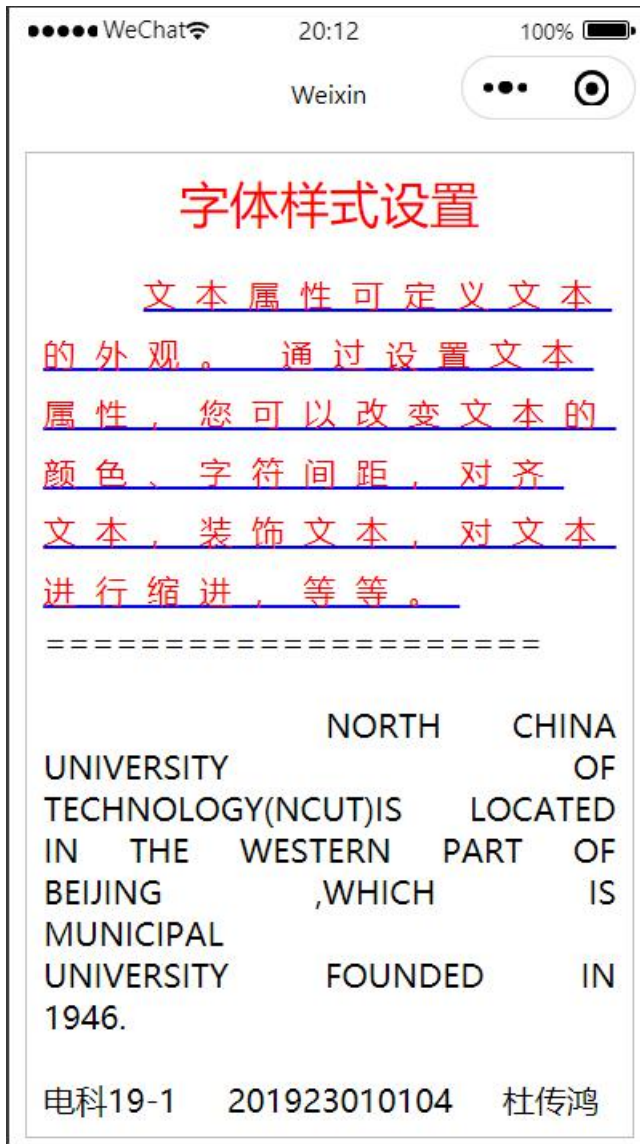 WeChat 20:12 100%
Weixin
字体样式设置
文本属性可定义文本
的外观。 通过设置文本
属性，您可以改变文本的
颜色、字符间距，对齐
文本，装饰文本，对文本
进行缩进，等等。
=====================
NORTH CHINA
UNIVERSITY OF
TECHNOLOGY(NCUT)IS LOCATED
IN THE WESTERN PART OF
BEIJING ,WHICH IS
MUNICIPAL
UNIVERSITY FOUNDED IN
1946.
电科19-1 201923010104 杜传鸿